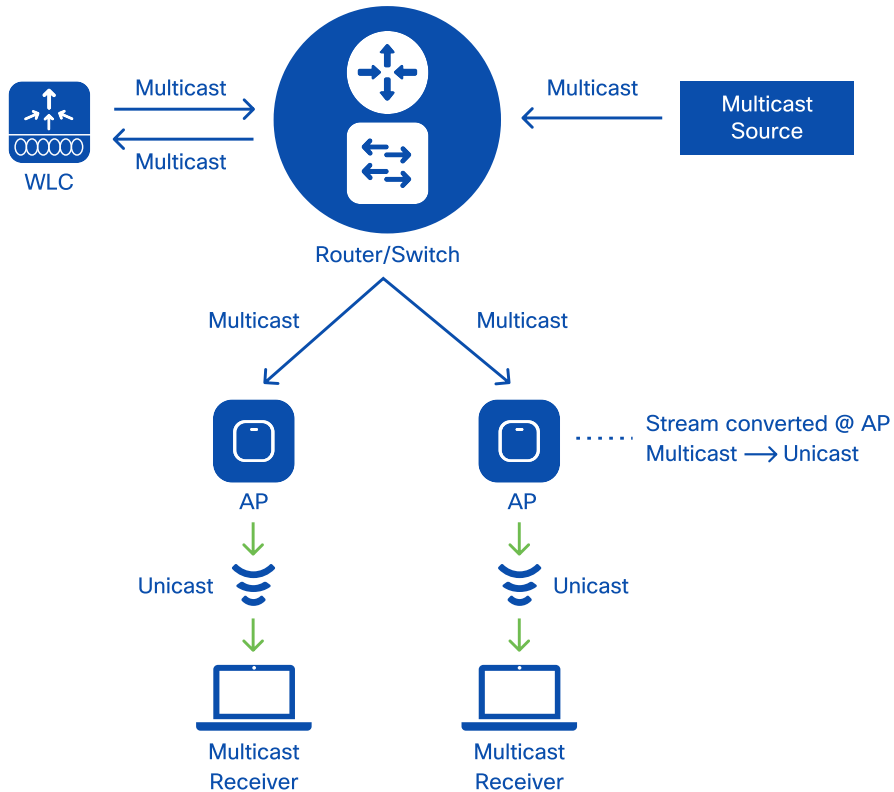 Multicast
Multicast
Multicast
Source
Multicast
WLC
Router/Switch
Multicast
Multicast
Stream converted @ AP
Multicast → Unicast
AP
AP
Unicast
Unicast
Multicast
Receiver
Multicast
Receiver